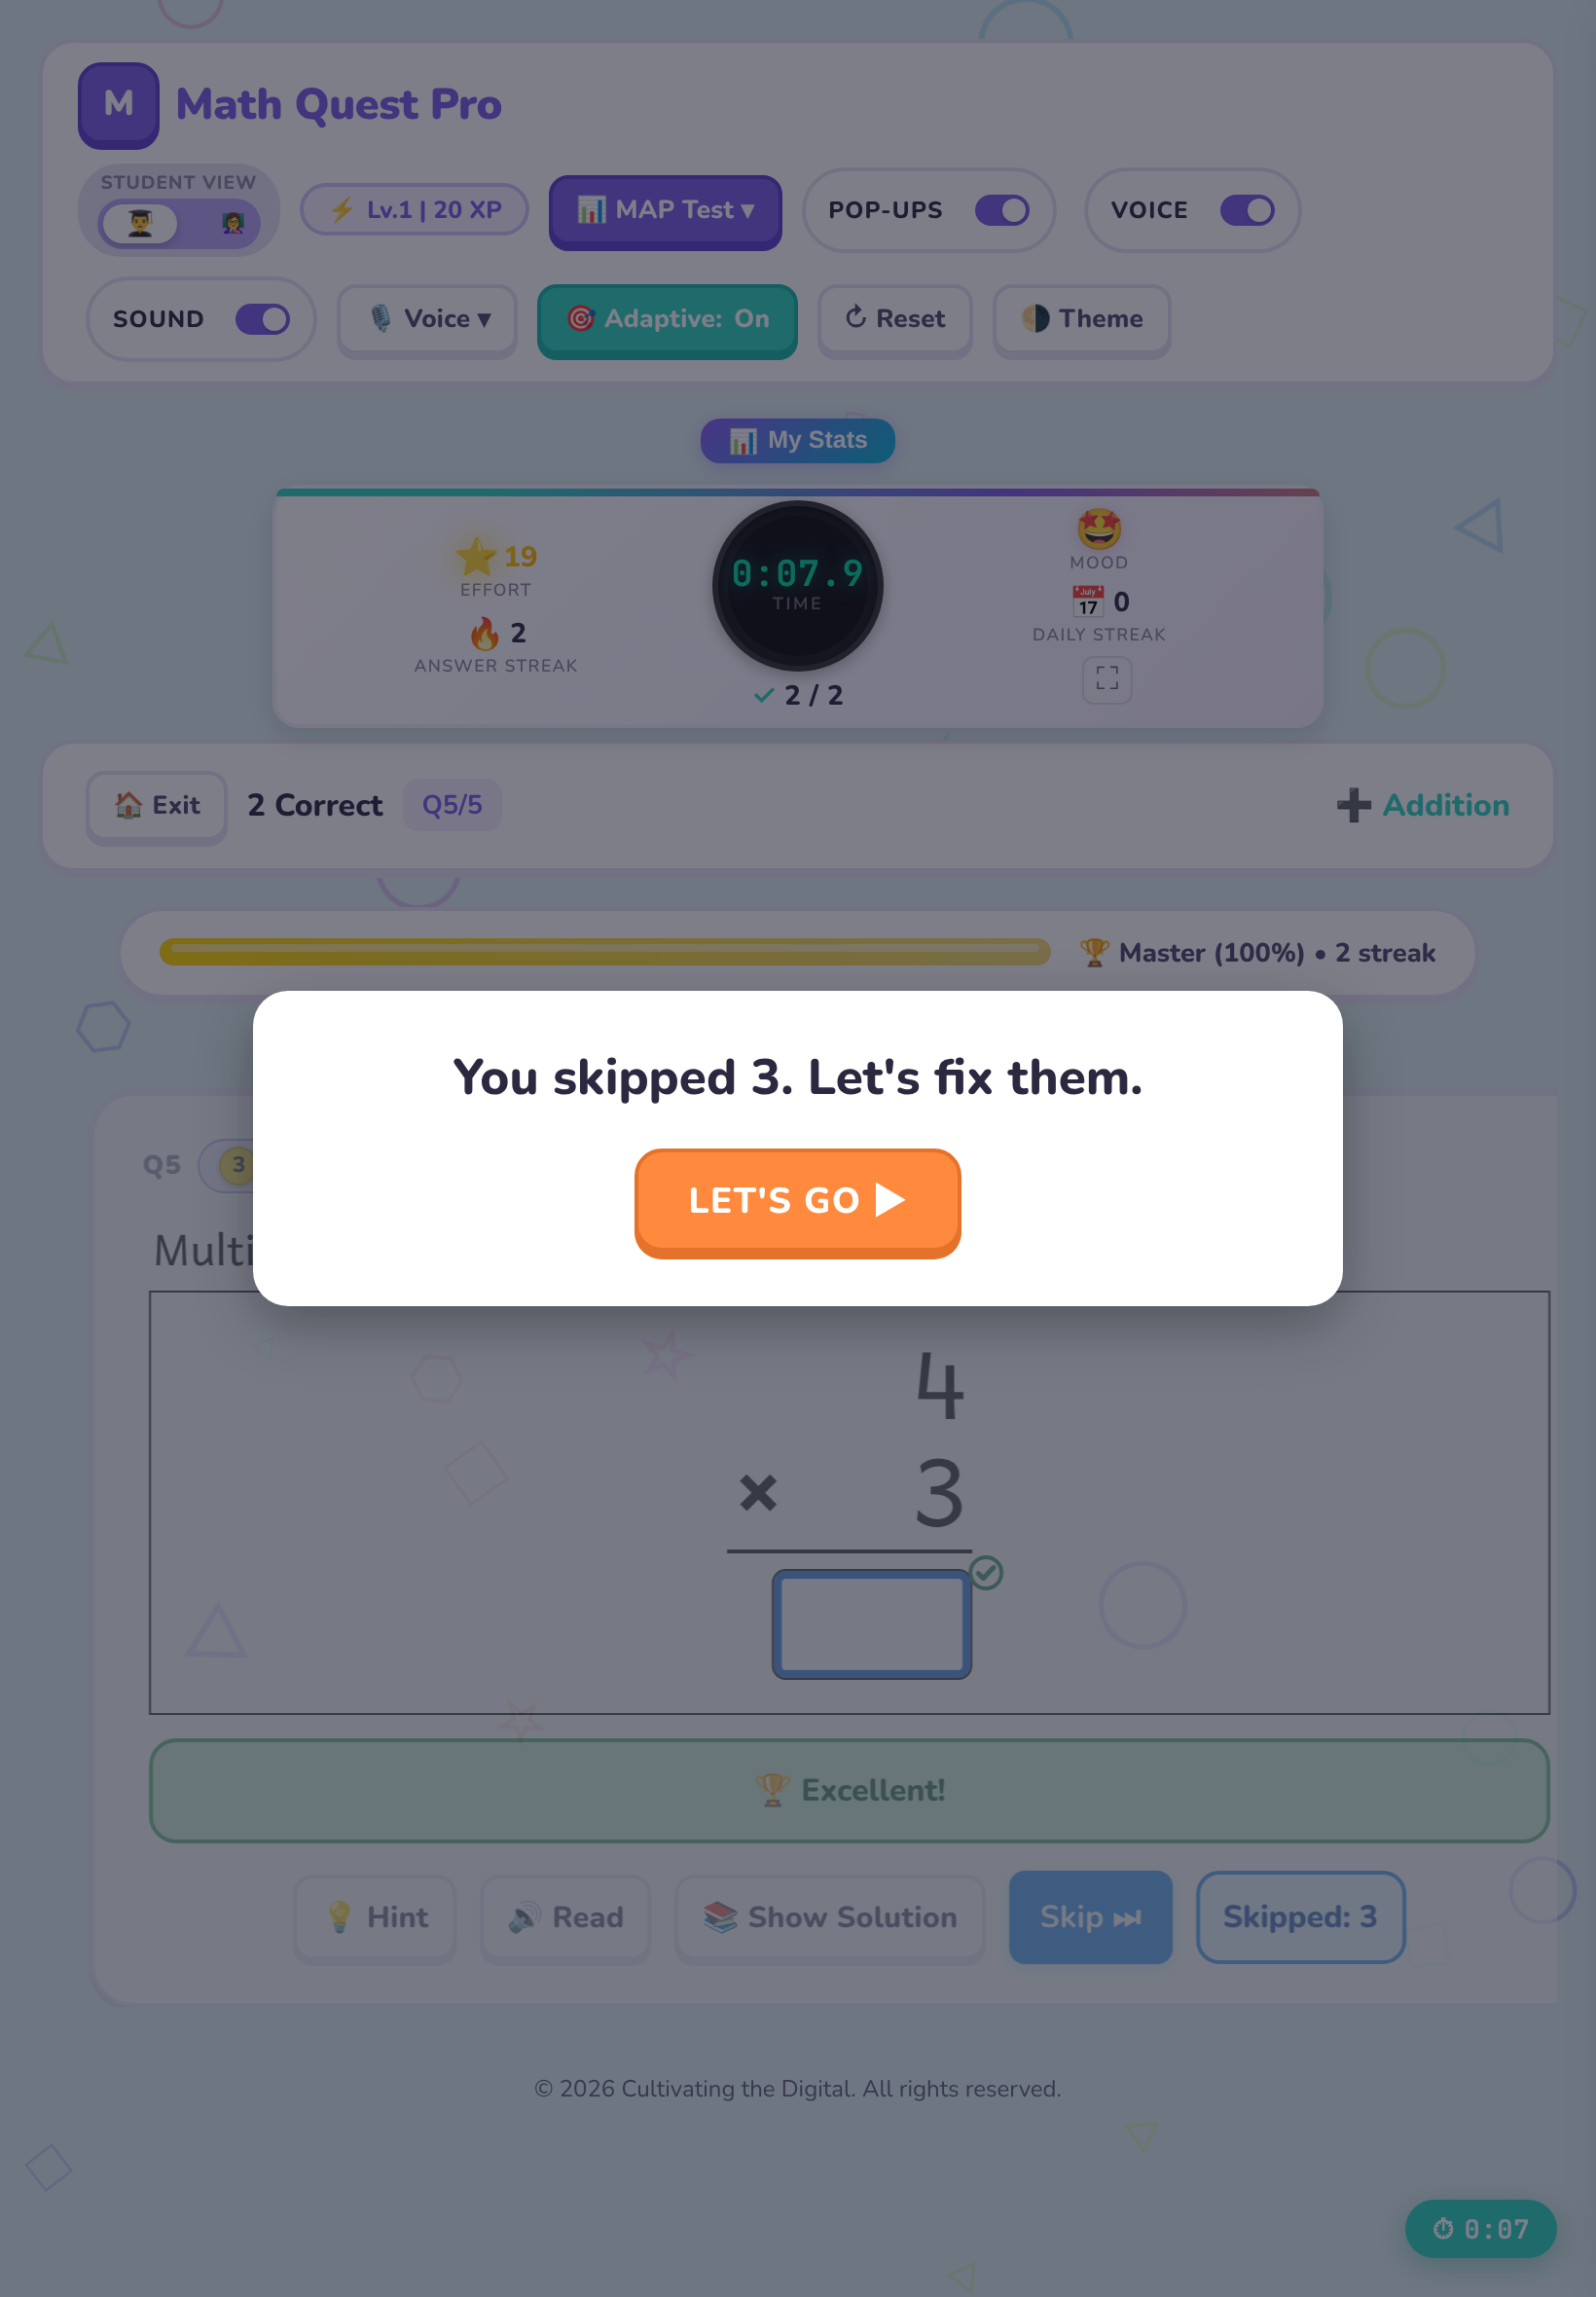 M Math Quest Pro
STUDENT VIEW
⚡ Lv.1 | 20 XP
📊 MAP Test ▾
POP-UPS
VOICE
SOUND
🎙️ Voice ▾
🎯 Adaptive: On
↻ Reset
🌗 Theme
📊 My Stats
⭐ 19
EFFORT
🔥 2
ANSWER STREAK
0:07.9
TIME
✓ 2 / 2
🤩
MOOD
📅 0
DAILY STREAK
🏠 Exit
2 Correct
Q5/5
➕ Addition
🏆 Master (100%) • 2 streak
You skipped 3. Let's fix them.
LET'S GO ▶
Q5 3
4
× 3
🏆 Excellent!
💡 Hint
🔊 Read
📚 Show Solution
Skip ⏭
Skipped: 3
© 2026 Cultivating the Digital. All rights reserved.
⏱ 0:07